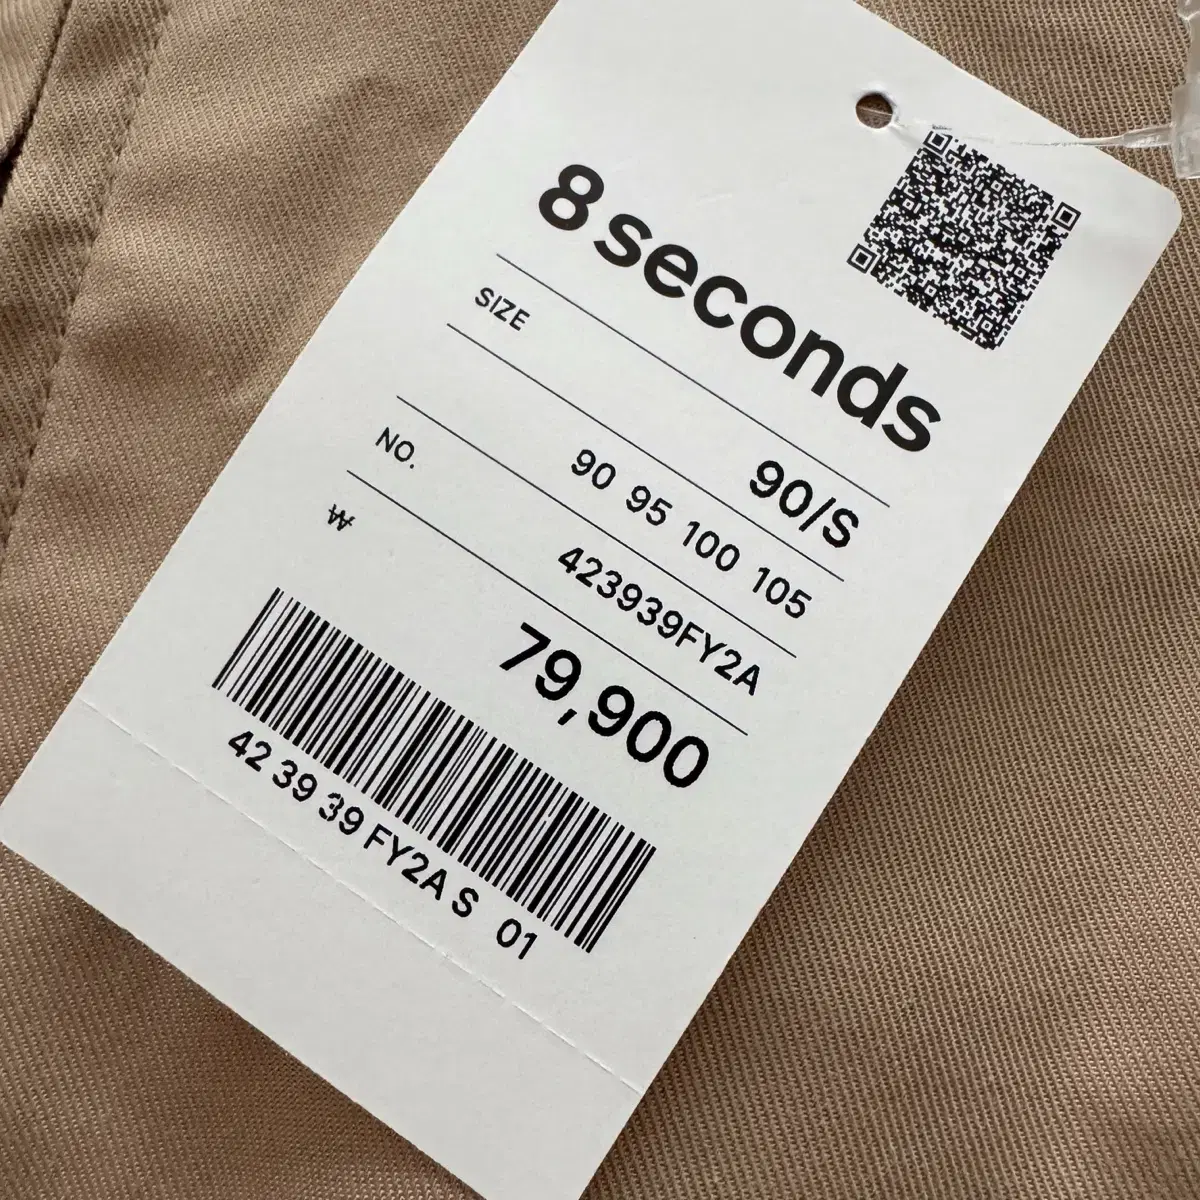 8 seconds
SIZE 90/S
90 95 100 105
NO. 423939FY2A
₩ 79,900
42 39 39 FY2A S 01